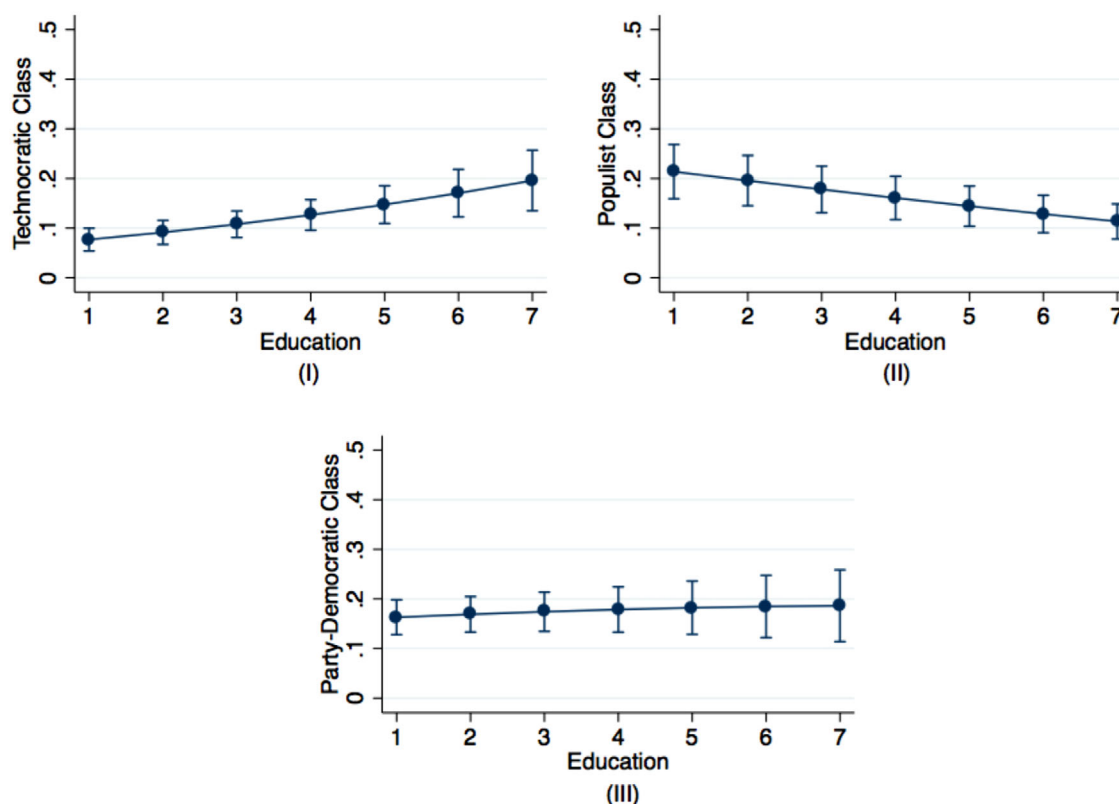 Technocratic Class
.5
.4
.3
.2
.1
0
1 2 3 4 5 6 7
Education
(I)
Populist Class
.5
.4
.3
.2
.1
0
1 2 3 4 5 6 7
Education
(II)
Party-Democratic Class
.5
.4
.3
.2
.1
0
1 2 3 4 5 6 7
Education
(III)